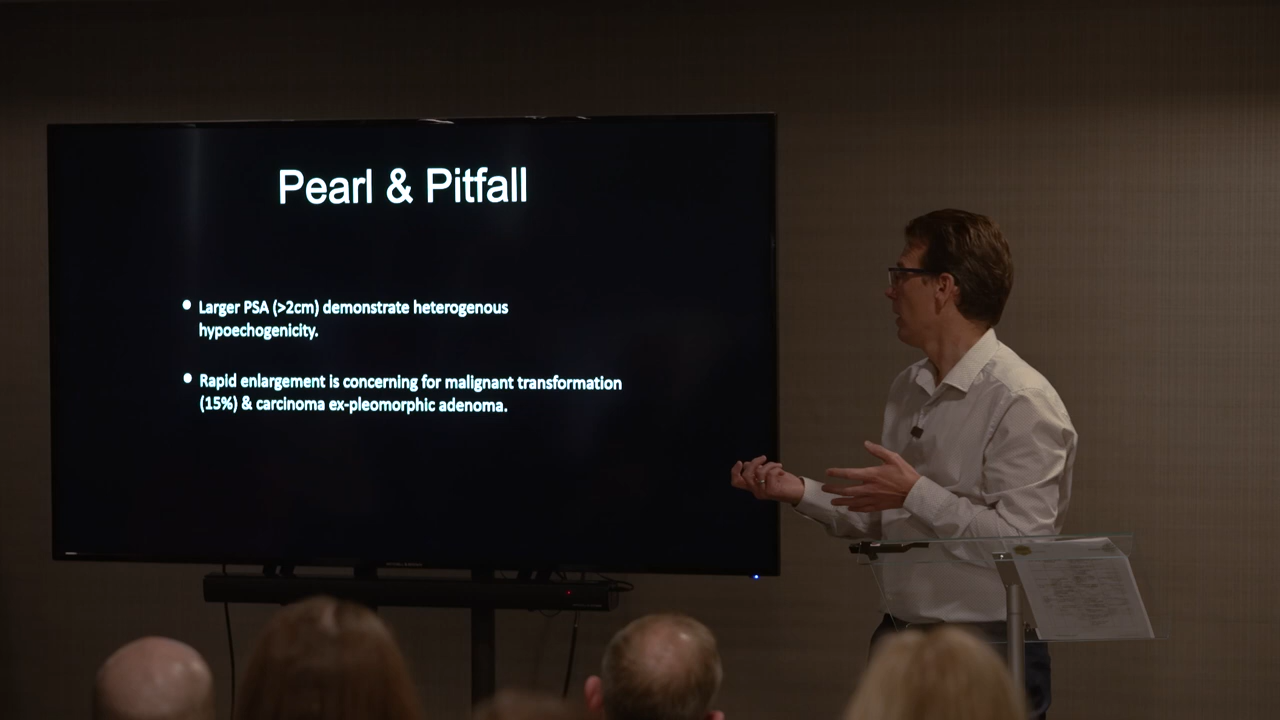 Pearl & Pitfall
• Larger PSA (>2cm) demonstrate heterogenous
hypoechogenicity.
• Rapid enlargement is concerning for malignant transformation
(15%) & carcinoma ex-pleomorphic adenoma.